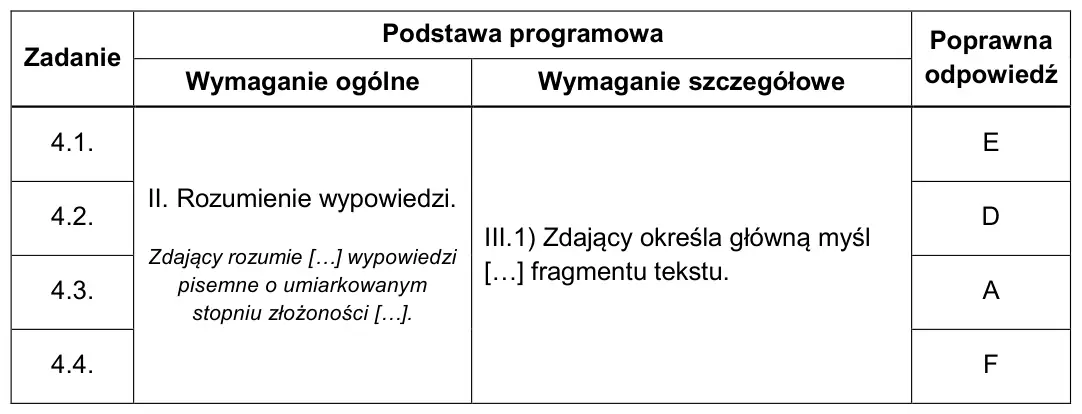 Zadanie
Podstawa programowa
Poprawna
odpowiedź
Wymaganie ogólne
Wymaganie szczegółowe
4.1.
II. Rozumienie wypowiedzi.
Zdający rozumie […] wypowiedzi
pisemne o umiarkowanym
stopniu złożoności […].
III.1) Zdający określa główną myśl
[…] fragmentu tekstu.
E
4.2.
D
4.3.
A
4.4.
F